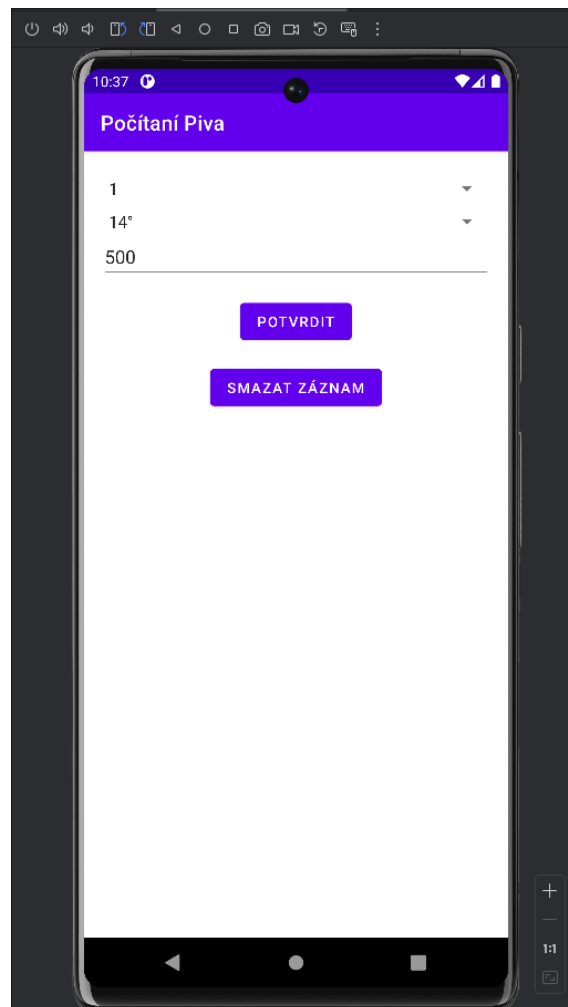 10:37
Počítaní Piva
1
14°
500
POTVRDIT
SMAZAT ZÁZNAM
1:1